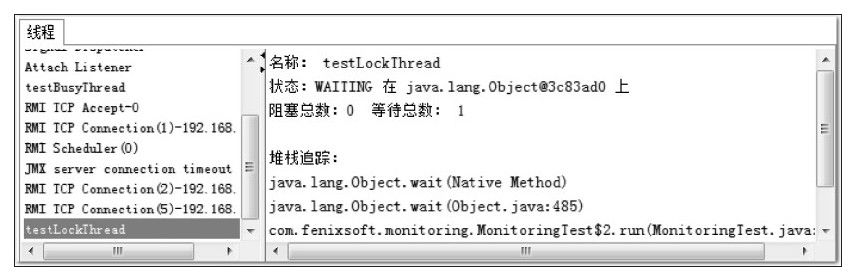 线程
Attach Listener
testBusyThread
RMI TCP Accept-0
RMI TCP Connection(1)-192.168.
RMI Scheduler(0)
JMX server connection timeout
RMI TCP Connection(2)-192.168.
RMI TCP Connection(5)-192.168.
testLockThread
名称： testLockThread
状态：WAITING 在 java.lang.Object@3c83ad0 上
阻塞总数：0 等待总数： 1
堆栈追踪：
java.lang.Object.wait(Native Method)
java.lang.Object.wait(Object.java:485)
com.fenixsoft.monitoring.MonitoringTest$2.run(MonitoringTest.java: